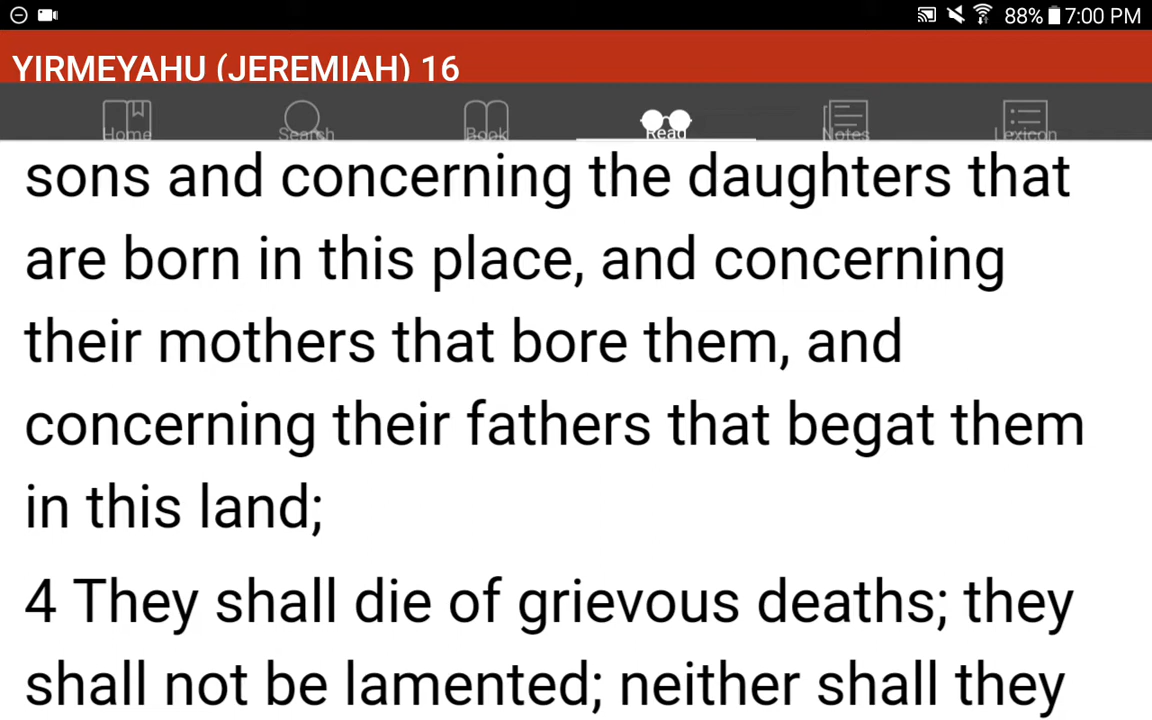 88% 7:00 PM
YIRMEYAHU (JEREMIAH) 16
Home Search Book Read Notes Lexicon
sons and concerning the daughters that
are born in this place, and concerning
their mothers that bore them, and
concerning their fathers that begat them
in this land;
4 They shall die of grievous deaths; they
shall not be lamented; neither shall they